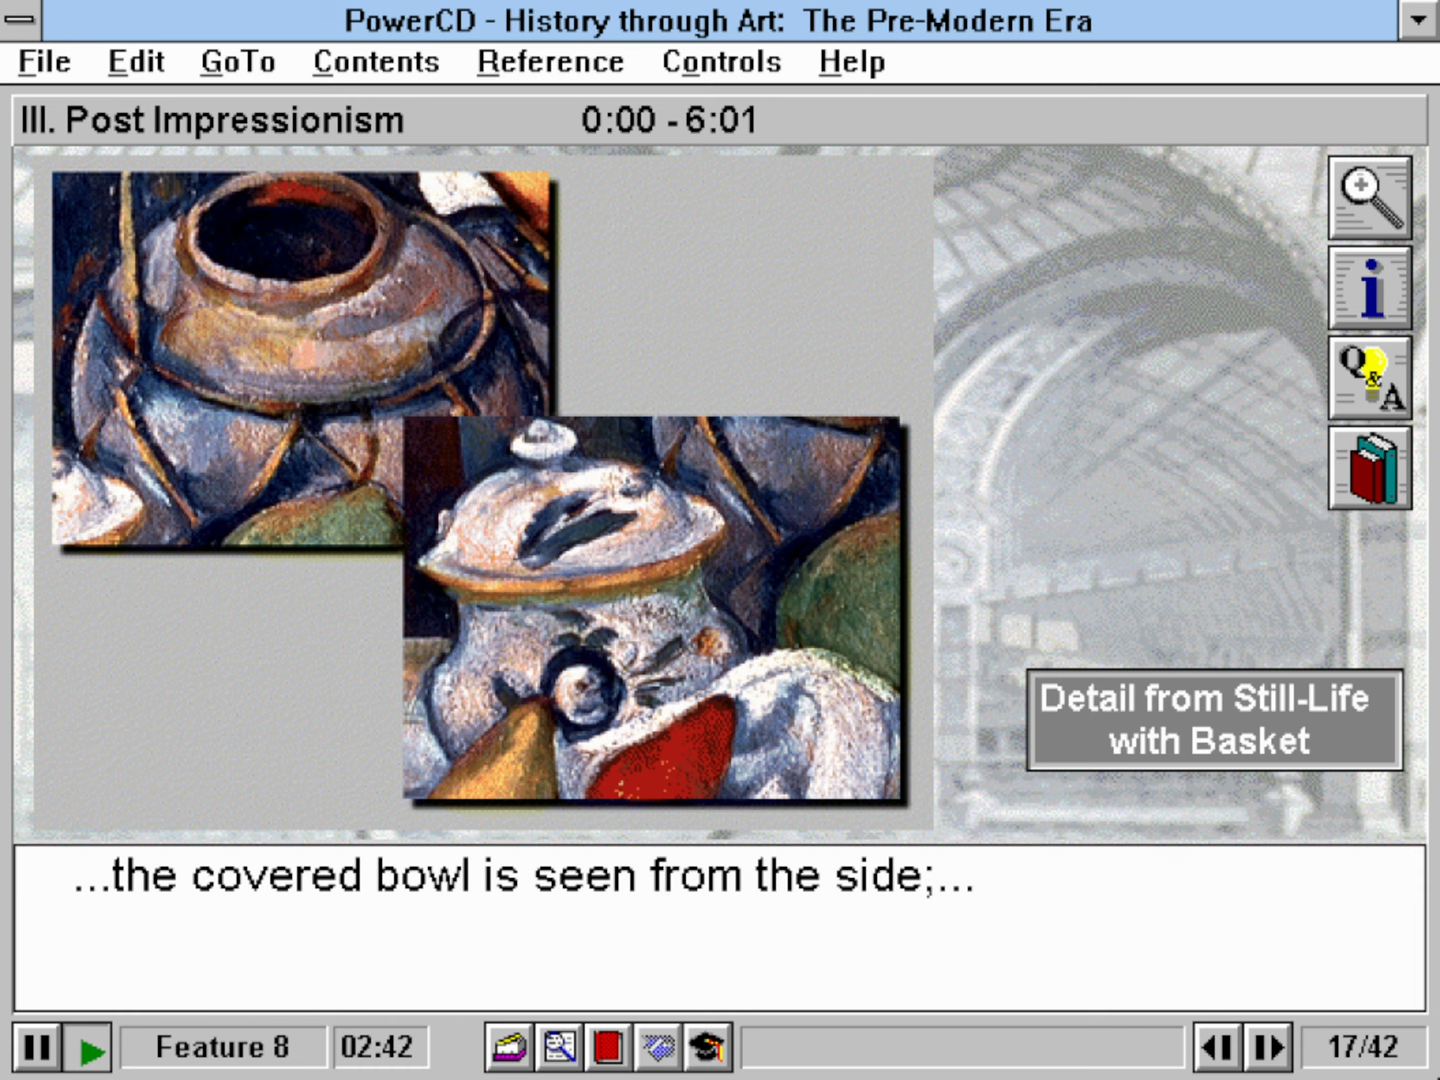 PowerCD - History through Art:  The Pre-Modern Era
File Edit GoTo Contents Reference Controls Help
III. Post Impressionism 0:00 - 6:01
i
Q & A
Detail from Still-Life
with Basket
...the covered bowl is seen from the side;...
Feature 8 02:42 17/42